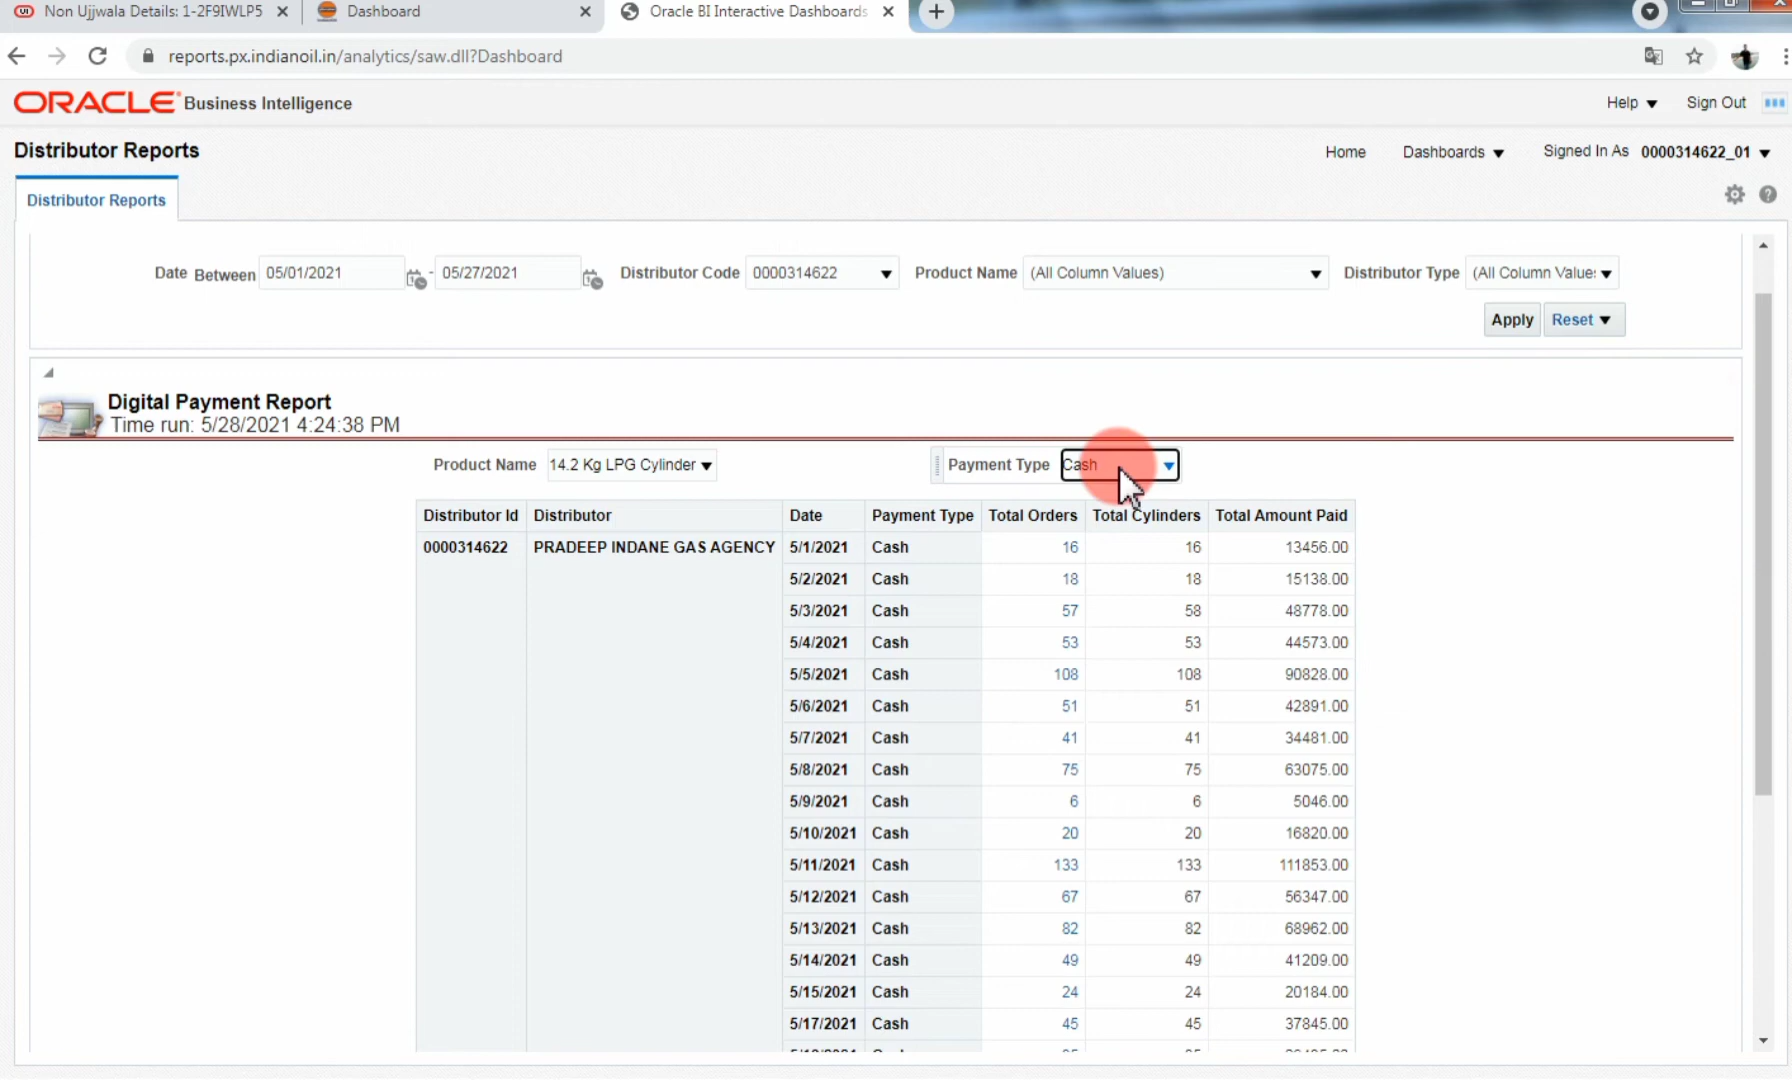 Non Ujjwala Details: 1-2F9IWLP5
Dashboard
Oracle BI Interactive Dashboards
reports.px.indianoil.in/analytics/saw.dll?Dashboard
ORACLE Business Intelligence
Help Sign Out
Distributor Reports
Home Dashboards Signed In As 0000314622_01
Distributor Reports
Date Between 05/01/2021 - 05/27/2021 Distributor Code 0000314622 Product Name (All Column Values) Distributor Type (All Column Value
Apply Reset
Digital Payment Report
Time run: 5/28/2021 4:24:38 PM
Product Name 14.2 Kg LPG Cylinder Payment Type Cash
Distributor Id Distributor Date Payment Type Total Orders Total Cylinders Total Amount Paid
0000314622 PRADEEP INDANE GAS AGENCY 5/1/2021 Cash 16 16 13456.00
5/2/2021 Cash 18 18 15138.00
5/3/2021 Cash 57 58 48778.00
5/4/2021 Cash 53 53 44573.00
5/5/2021 Cash 108 108 90828.00
5/6/2021 Cash 51 51 42891.00
5/7/2021 Cash 41 41 34481.00
5/8/2021 Cash 75 75 63075.00
5/9/2021 Cash 6 6 5046.00
5/10/2021 Cash 20 20 16820.00
5/11/2021 Cash 133 133 111853.00
5/12/2021 Cash 67 67 56347.00
5/13/2021 Cash 82 82 68962.00
5/14/2021 Cash 49 49 41209.00
5/15/2021 Cash 24 24 20184.00
5/17/2021 Cash 45 45 37845.00